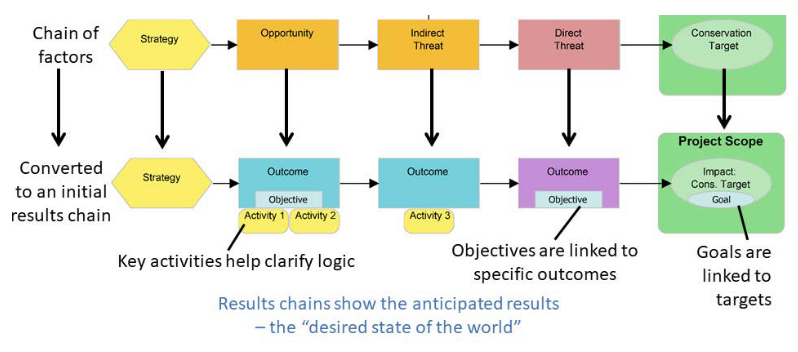 Chain of
factors
Strategy
Opportunity
Indirect
Threat
Direct
Threat
Conservation
Target
Converted
to an initial
results chain
Strategy
Outcome
Objective
Activity 1
Activity 2
Outcome
Activity 3
Outcome
Objective
Project Scope
Impact:
Cons. Target
Goal
Key activities help clarify logic
Objectives are linked to
specific outcomes
Goals are
linked to
targets
Results chains show the anticipated results
– the “desired state of the world”